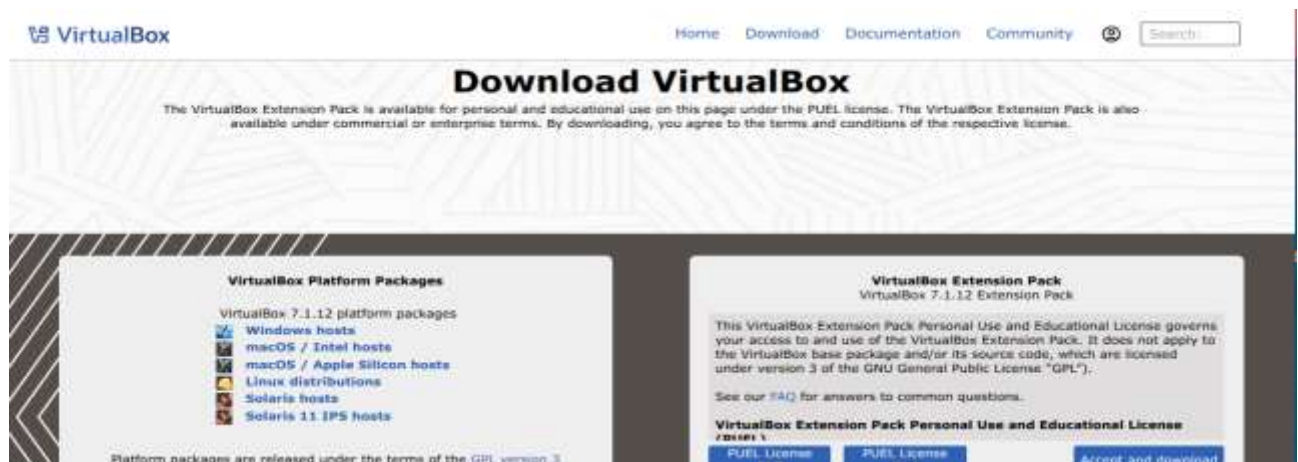 VirtualBox
Home Download Documentation Community Search:
Download VirtualBox
The VirtualBox Extension Pack is available for personal and educational use on this page under the PUEL license. The VirtualBox Extension Pack is also
available under commercial or enterprise terms. By downloading, you agree to the terms and conditions of the respective license.
VirtualBox Platform Packages
VirtualBox 7.1.12 platform packages
Windows hosts
macOS / Intel hosts
macOS / Apple Silicon hosts
Linux distributions
Solaris hosts
Solaris 11 IPS hosts
Platform packages are released under the terms of the GPL version 3
VirtualBox Extension Pack
VirtualBox 7.1.12 Extension Pack
This VirtualBox Extension Pack Personal Use and Educational License governs
your access to and use of the VirtualBox Extension Pack. It does not apply to
the VirtualBox base package and/or its source code, which are licensed
under version 3 of the GNU General Public License "GPL").
See our FAQ for answers to common questions.
VirtualBox Extension Pack Personal Use and Educational License
(PUEL)
PUEL License
PUEL License
Accept and download